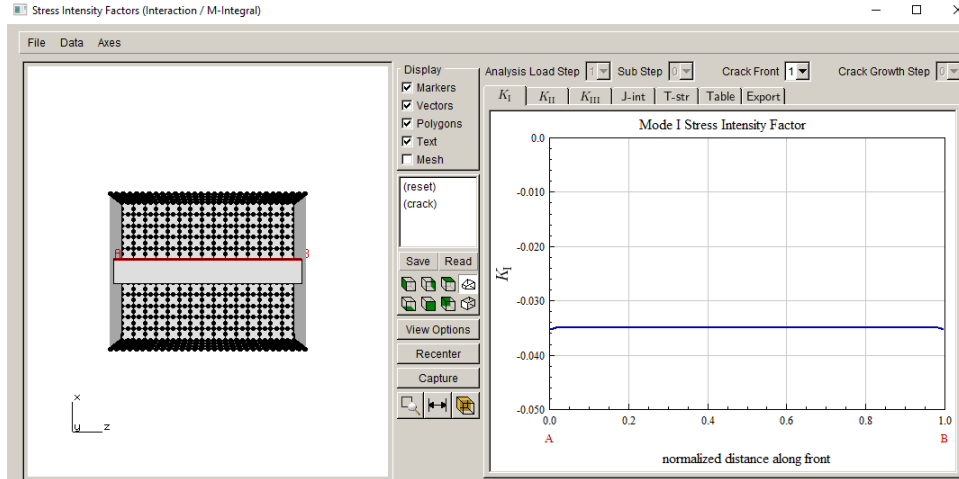 Stress Intensity Factors (Interaction / M-Integral)
File Data Axes
A B
x
y z
Display
Markers
Vectors
Polygons
Text
Mesh
(reset)
(crack)
Save Read
View Options
Recenter
Capture
Analysis Load Step 1 Sub Step 0 Crack Front 1 Crack Growth Step 0
KI KII KIII J-int T-str Table Export
Mode I Stress Intensity Factor
0.0
-0.010
-0.020
KI
-0.030
-0.040
-0.050
0.0 0.2 0.4 0.6 0.8 1.0
A B
normalized distance along front